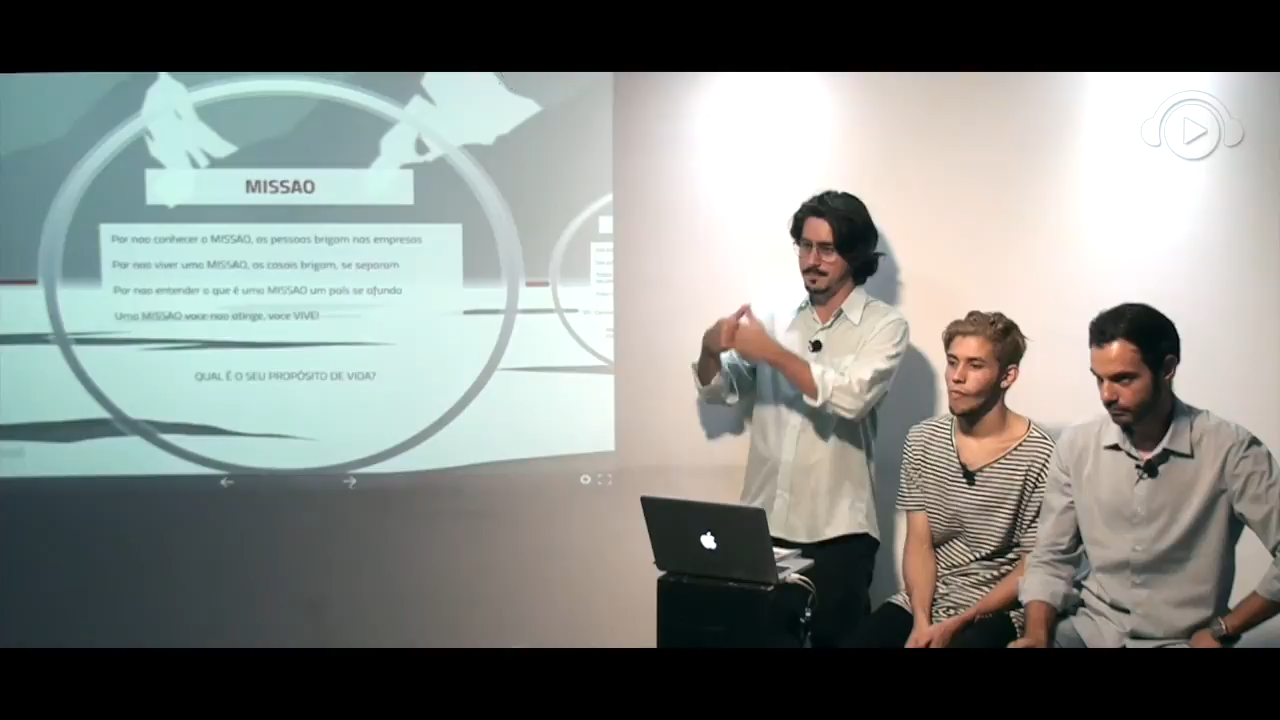 MISSAO
Por nao conhecer a MISSAO, as pessoas brigam nas empresas
Por nao viver uma MISSAO, os casais brigam, se separam
Por nao entender o que é uma MISSAO um país se afunda
Uma MISSAO voce nao atinge, voce VIVE!
QUAL É O SEU PROPÓSITO DE VIDA?